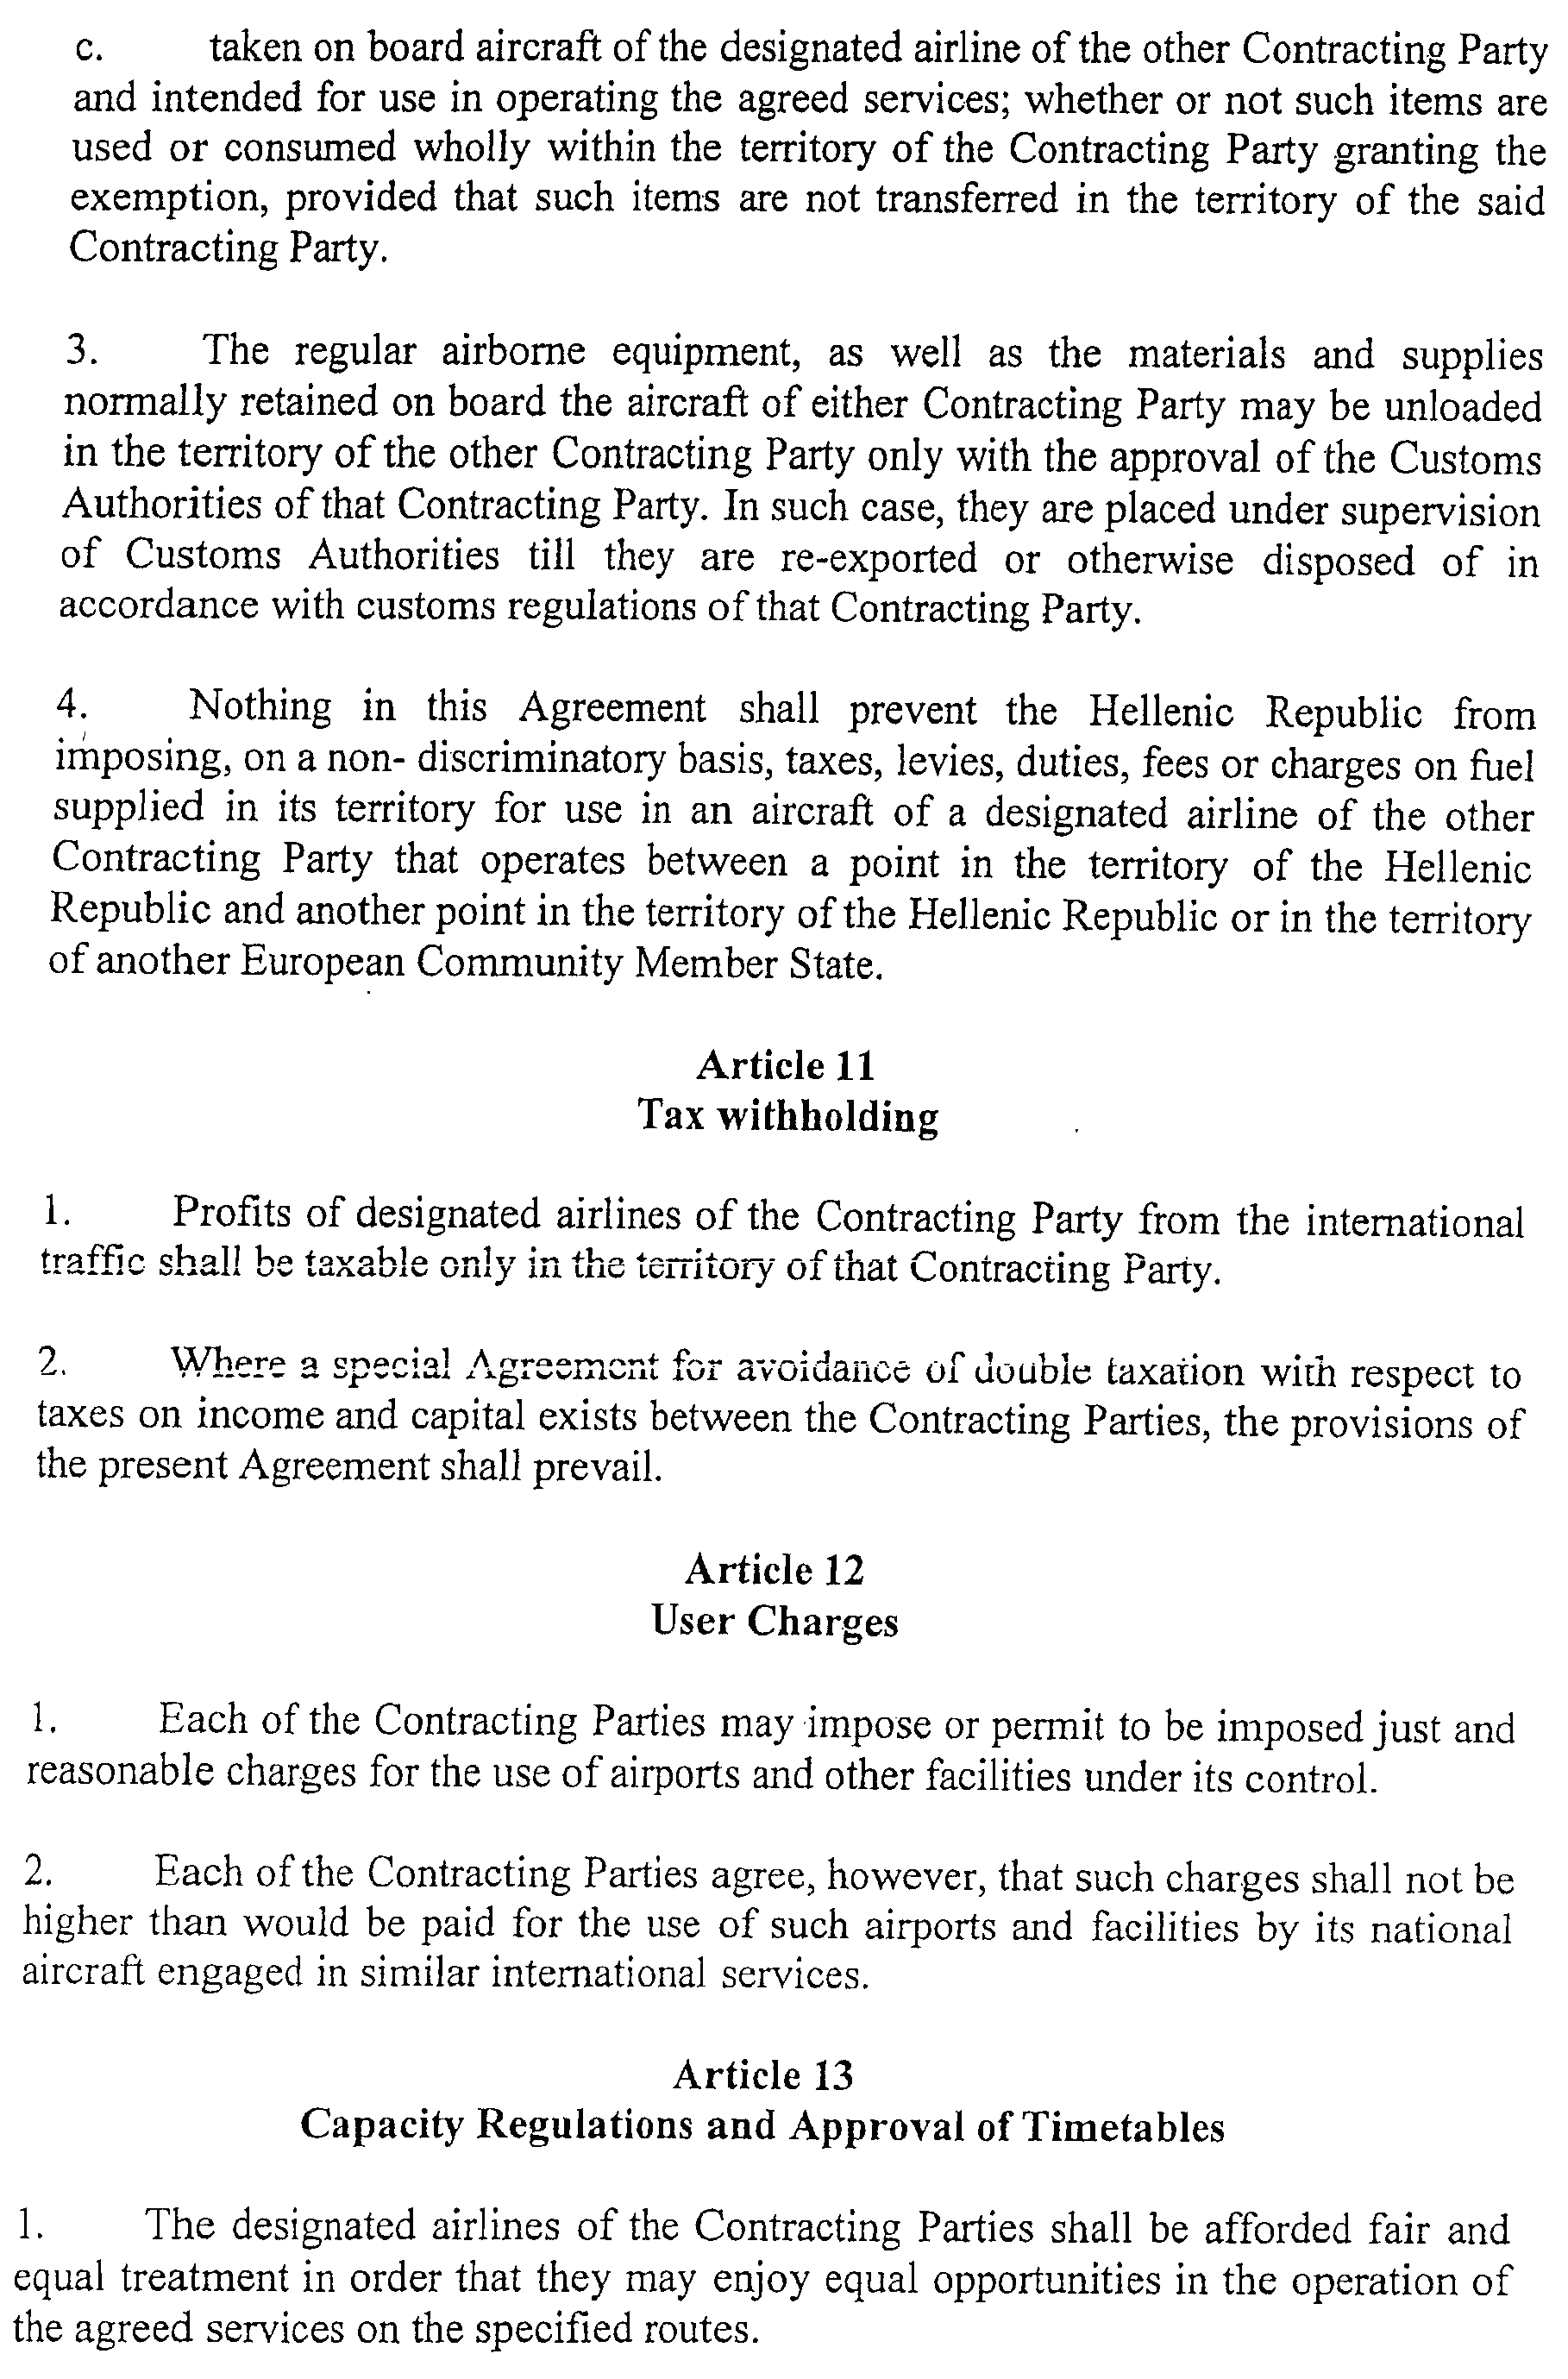 c. taken on board aircraft of the designated airline of the other Contracting Party
and intended for use in operating the agreed services; whether or not such items are
used or consumed wholly within the territory of the Contracting Party granting the
exemption, provided that such items are not transferred in the territory of the said
Contracting Party.
3. The regular airborne equipment, as well as the materials and supplies
normally retained on board the aircraft of either Contracting Party may be unloaded
in the territory of the other Contracting Party only with the approval of the Customs
Authorities of that Contracting Party. In such case, they are placed under supervision
of Customs Authorities till they are re-exported or otherwise disposed of in
accordance with customs regulations of that Contracting Party.
4. Nothing in this Agreement shall prevent the Hellenic Republic from
imposing, on a non- discriminatory basis, taxes, levies, duties, fees or charges on fuel
supplied in its territory for use in an aircraft of a designated airline of the other
Contracting Party that operates between a point in the territory of the Hellenic
Republic and another point in the territory of the Hellenic Republic or in the territory
of another European Community Member State.
Article 11
Tax withholding
1. Profits of designated airlines of the Contracting Party from the international
traffic shall be taxable only in the territory of that Contracting Party.
2. Where a special Agreement for avoidance of double taxation with respect to
taxes on income and capital exists between the Contracting Parties, the provisions of
the present Agreement shall prevail.
Article 12
User Charges
1. Each of the Contracting Parties may impose or permit to be imposed just and
reasonable charges for the use of airports and other facilities under its control.
2. Each of the Contracting Parties agree, however, that such charges shall not be
higher than would be paid for the use of such airports and facilities by its national
aircraft engaged in similar international services.
Article 13
Capacity Regulations and Approval of Timetables
1. The designated airlines of the Contracting Parties shall be afforded fair and
equal treatment in order that they may enjoy equal opportunities in the operation of
the agreed services on the specified routes.